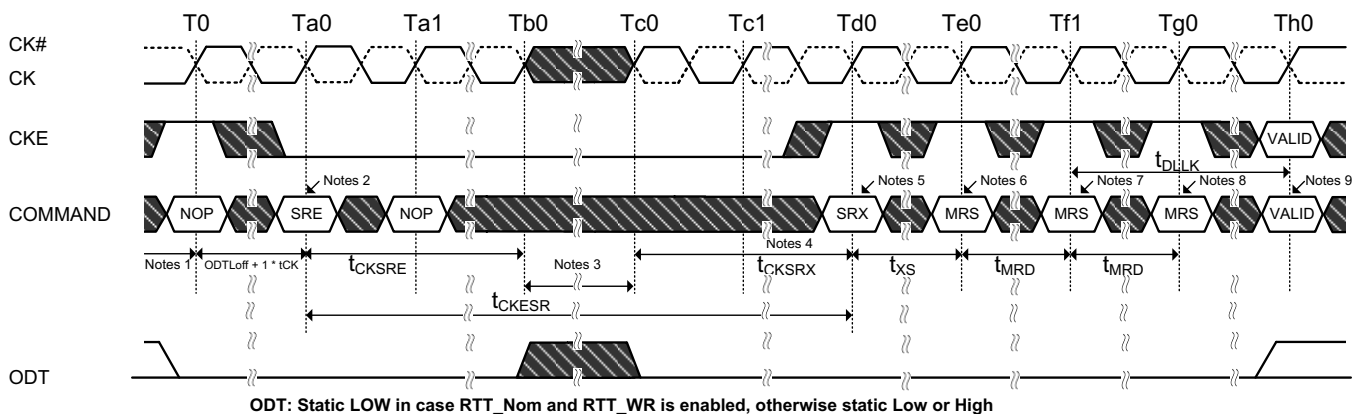 T0 Ta0 Ta1 Tb0 Tc0 Tc1 Td0 Te0 Tf1 Tg0 Th0
CK#
CK
CKE
VALID
tDLLK
Notes 2 Notes 5 Notes 6 Notes 7 Notes 8 Notes 9
COMMAND NOP SRE NOP SRX MRS MRS MRS VALID
Notes 1 ODTLoff + 1 * tCK tCKSRE Notes 3 Notes 4 tCKSRX tXS tMRD tMRD
tCKESR
ODT
ODT: Static LOW in case RTT_Nom and RTT_WR is enabled, otherwise static Low or High